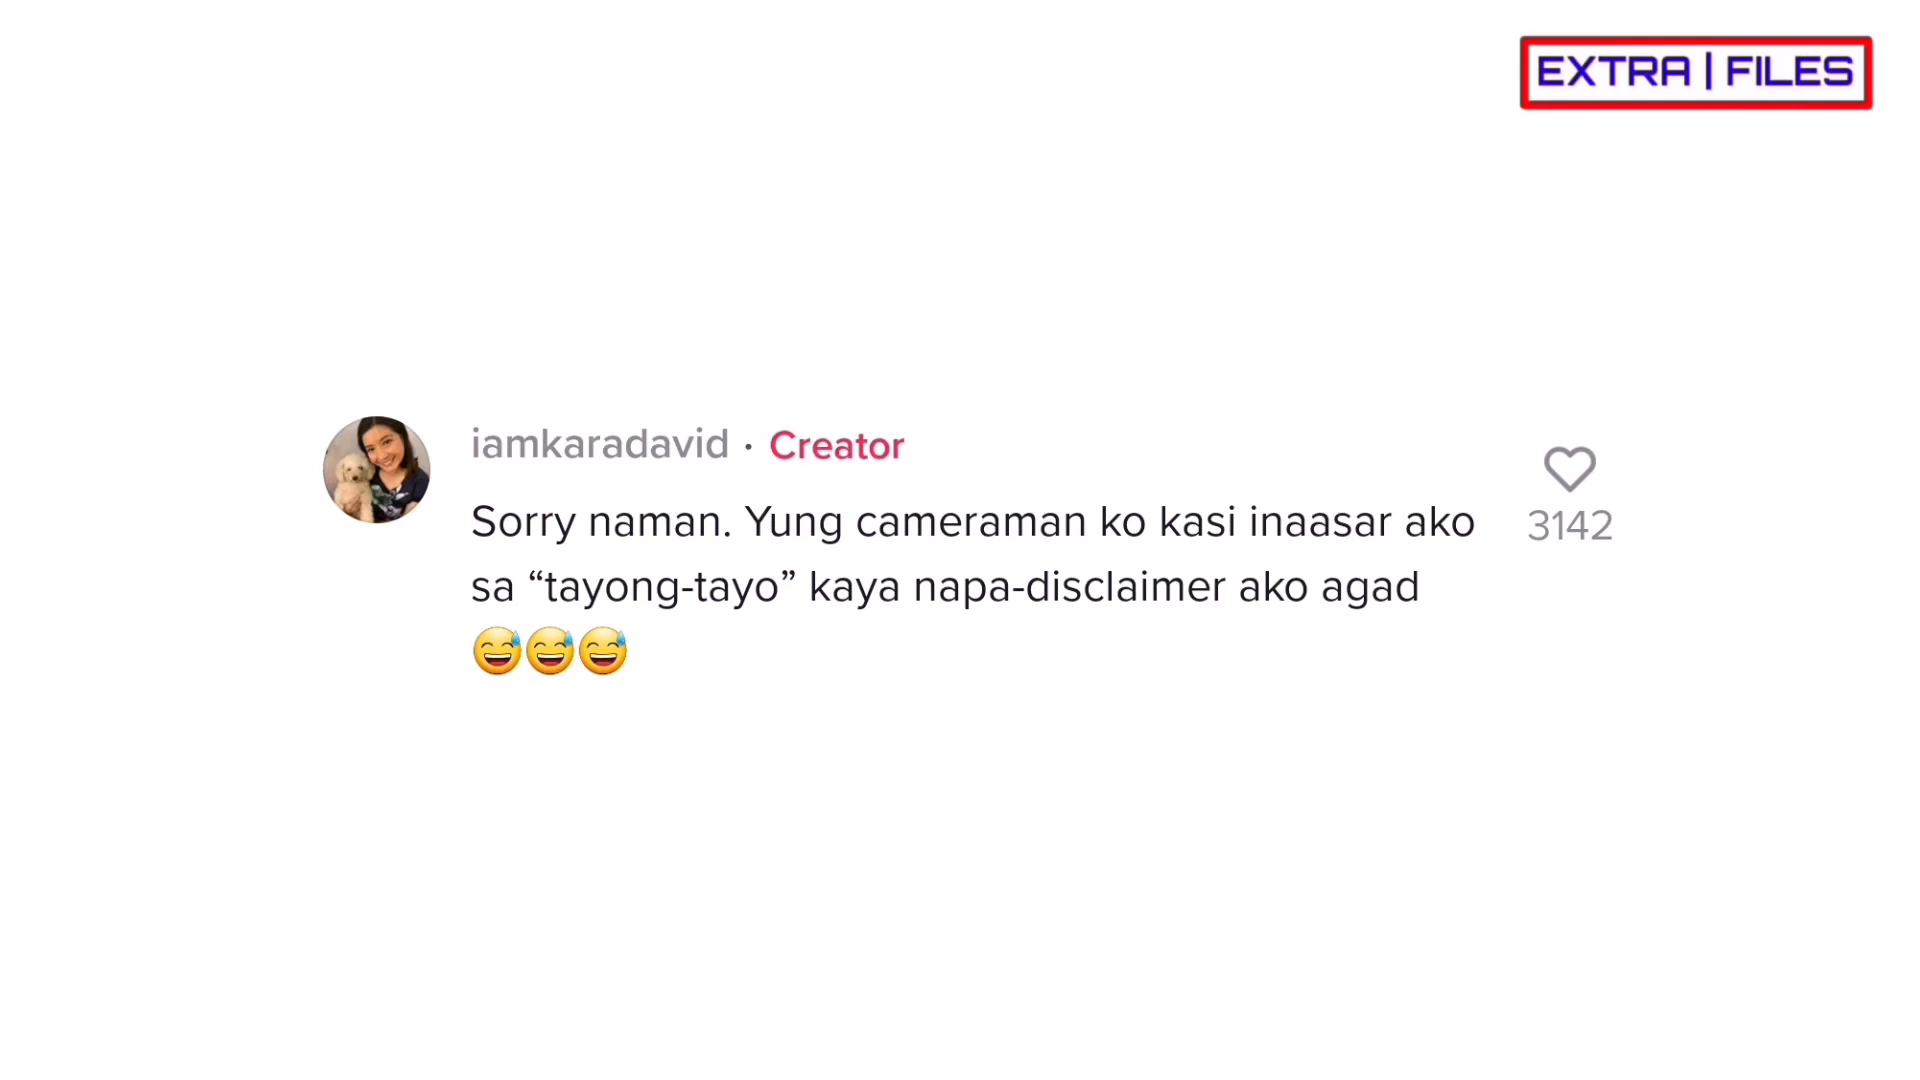 EXTRA | FILES
iamkaradavid · Creator
Sorry naman. Yung cameraman ko kasi inaasar ako
sa “tayong-tayo” kaya napa-disclaimer ako agad
😅😅😅
3142